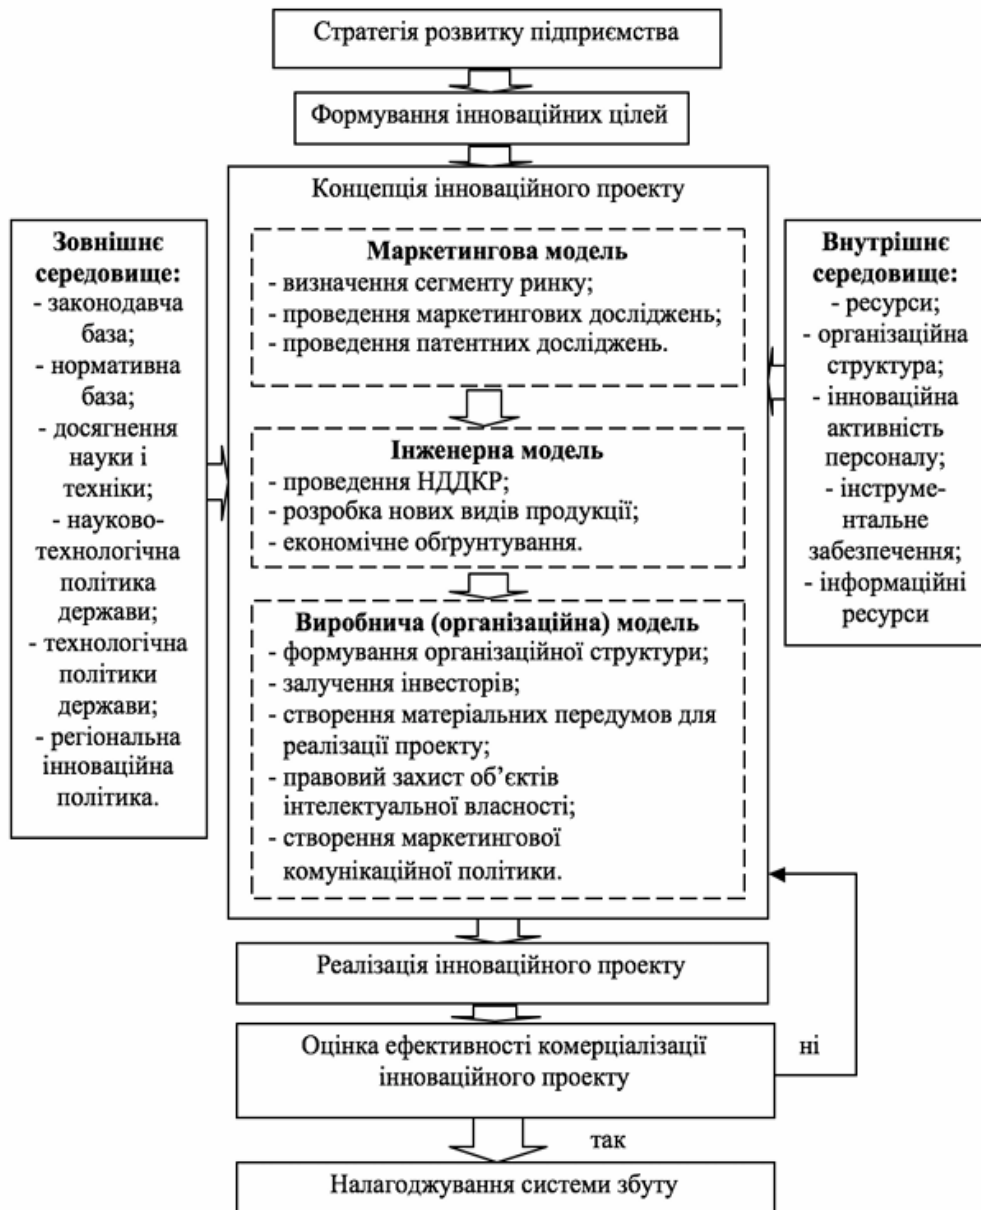 Стратегія розвитку підприємства
Формування інноваційних цілей
Концепція інноваційного проекту
Зовнішнє
середовище:
- законодавча
база;
- нормативна
база;
- досягнення
науки і
техніки;
- науково-
технологічна
політика
держави;
- технологічна
політики
держави;
- регіональна
інноваційна
політика.
Маркетингова модель
- визначення сегменту ринку;
- проведення маркетингових досліджень;
- проведення патентних досліджень.
Інженерна модель
- проведення НДДКР;
- розробка нових видів продукції;
- економічне обґрунтування.
Виробнича (організаційна) модель
- формування організаційної структури;
- залучення інвесторів;
- створення матеріальних передумов для
реалізації проекту;
- правовий захист об’єктів
інтелектуальної власності;
- створення маркетингової
комунікаційної політики.
Внутрішнє
середовище:
- ресурси;
- організаційна
структура;
- інноваційна
активність
персоналу;
- інструме-
нтальне
забезпечення;
- інформаційні
ресурси
Реалізація інноваційного проекту
Оцінка ефективності комерціалізації
інноваційного проекту
ні
так
Налагоджування системи збуту